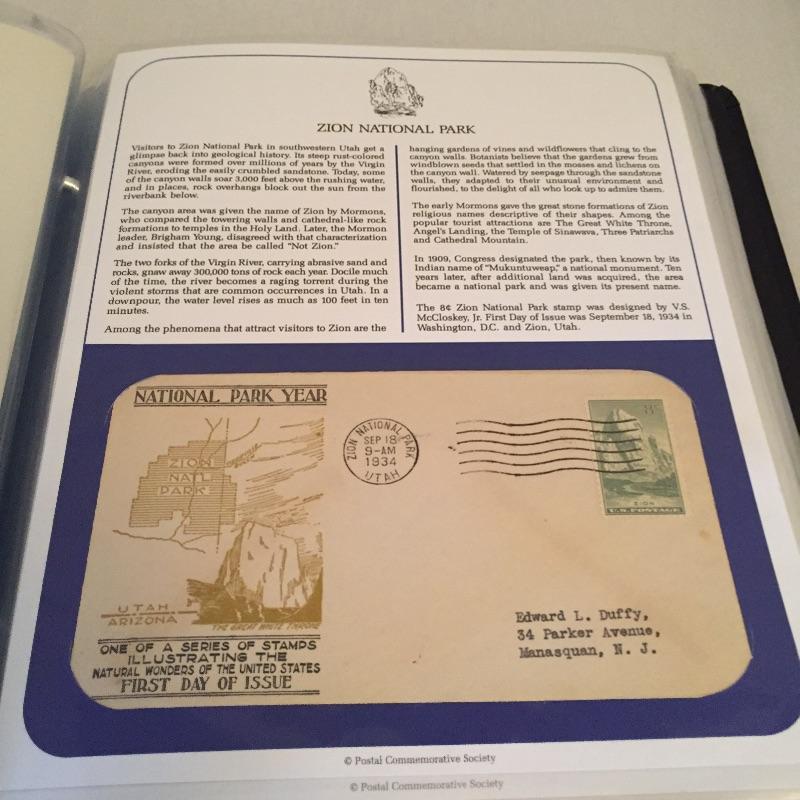 ZION NATIONAL PARK
Visitors to Zion National Park in southwestern Utah get a
glimpse back into geological history. Its steep rust-colored
canyons were formed over millions of years by the Virgin
River, eroding the easily crumbled sandstone. Today, some
of the canyon walls soar 3,000 feet above the rushing water,
and in places, rock overhangs block out the sun from the
riverbank below.
The canyon area was given the name of Zion by Mormons,
who compared the towering walls and cathedral-like rock
formations to temples in the Holy Land. Later, the Mormon
leader, Brigham Young, disagreed with that characterization
and insisted that the area be called "Not Zion."
The two forks of the Virgin River, carrying abrasive sand and
rocks, gnaw away 300,000 tons of rock each year. Docile much
of the time, the river becomes a raging torrent during the
violent storms that are common occurrences in Utah. In a
downpour, the water level rises as much as 100 feet in ten
minutes.
Among the phenomena that attract visitors to Zion are the
hanging gardens of vines and wildflowers that cling to the
canyon walls. Botanists believe that the gardens grew from
windblown seeds that settled in the mosses and lichens on
the canyon wall. Watered by seepage through the sandstone
walls, they adapted to their unusual environment and
flourished, to the delight of all who look up to admire them.
The early Mormons gave the great stone formations of Zion
religious names descriptive of their shapes. Among the
popular tourist attractions are The Great White Throne,
Angel's Landing, the Temple of Sinawava, Three Patriarchs
and Cathedral Mountain.
In 1909, Congress designated the park, then known by its
Indian name of "Mukuntuweap," a national monument. Ten
years later, after additional land was acquired, the area
became a national park and was given its present name.
The 8¢ Zion National Park stamp was designed by V.S.
McCloskey, Jr. First Day of Issue was September 18, 1934 in
Washington, D.C. and Zion, Utah.
NATIONAL PARK YEAR
ZION
NATL
PARK
UTAH
ARIZONA
THE GREAT WHITE THRONE
ONE OF A SERIES OF STAMPS
ILLUSTRATING THE
NATURAL WONDERS OF THE UNITED STATES
FIRST DAY OF ISSUE
ZION NATIONAL PARK
SEP 18
9-AM
1934
UTAH
8¢
ZION
U.S. POSTAGE
Edward L. Duffy,
34 Parker Avenue,
Manasquan, N. J.
© Postal Commemorative Society
© Postal Commemorative Society